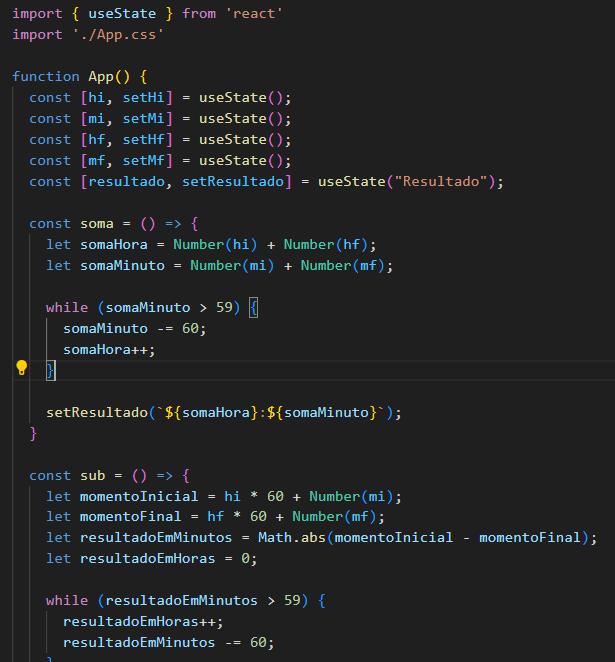 import { useState } from 'react'
import './App.css'
function App() {
const [hi, setHi] = useState();
const [mi, setMi] = useState();
const [hf, setHf] = useState();
const [mf, setMf] = useState();
const [resultado, setResultado] = useState("Resultado");
const soma = () => {
let somaHora = Number(hi) + Number(hf);
let somaMinuto = Number(mi) + Number(mf);
while (somaMinuto > 59) {
somaMinuto -= 60;
somaHora++;
}
setResultado(`${somaHora}:${somaMinuto}`);
}
const sub = () => {
let momentoInicial = hi * 60 + Number(mi);
let momentoFinal = hf * 60 + Number(mf);
let resultadoEmMinutos = Math.abs(momentoInicial - momentoFinal);
let resultadoEmHoras = 0;
while (resultadoEmMinutos > 59) {
resultadoEmHoras++;
resultadoEmMinutos -= 60;
}